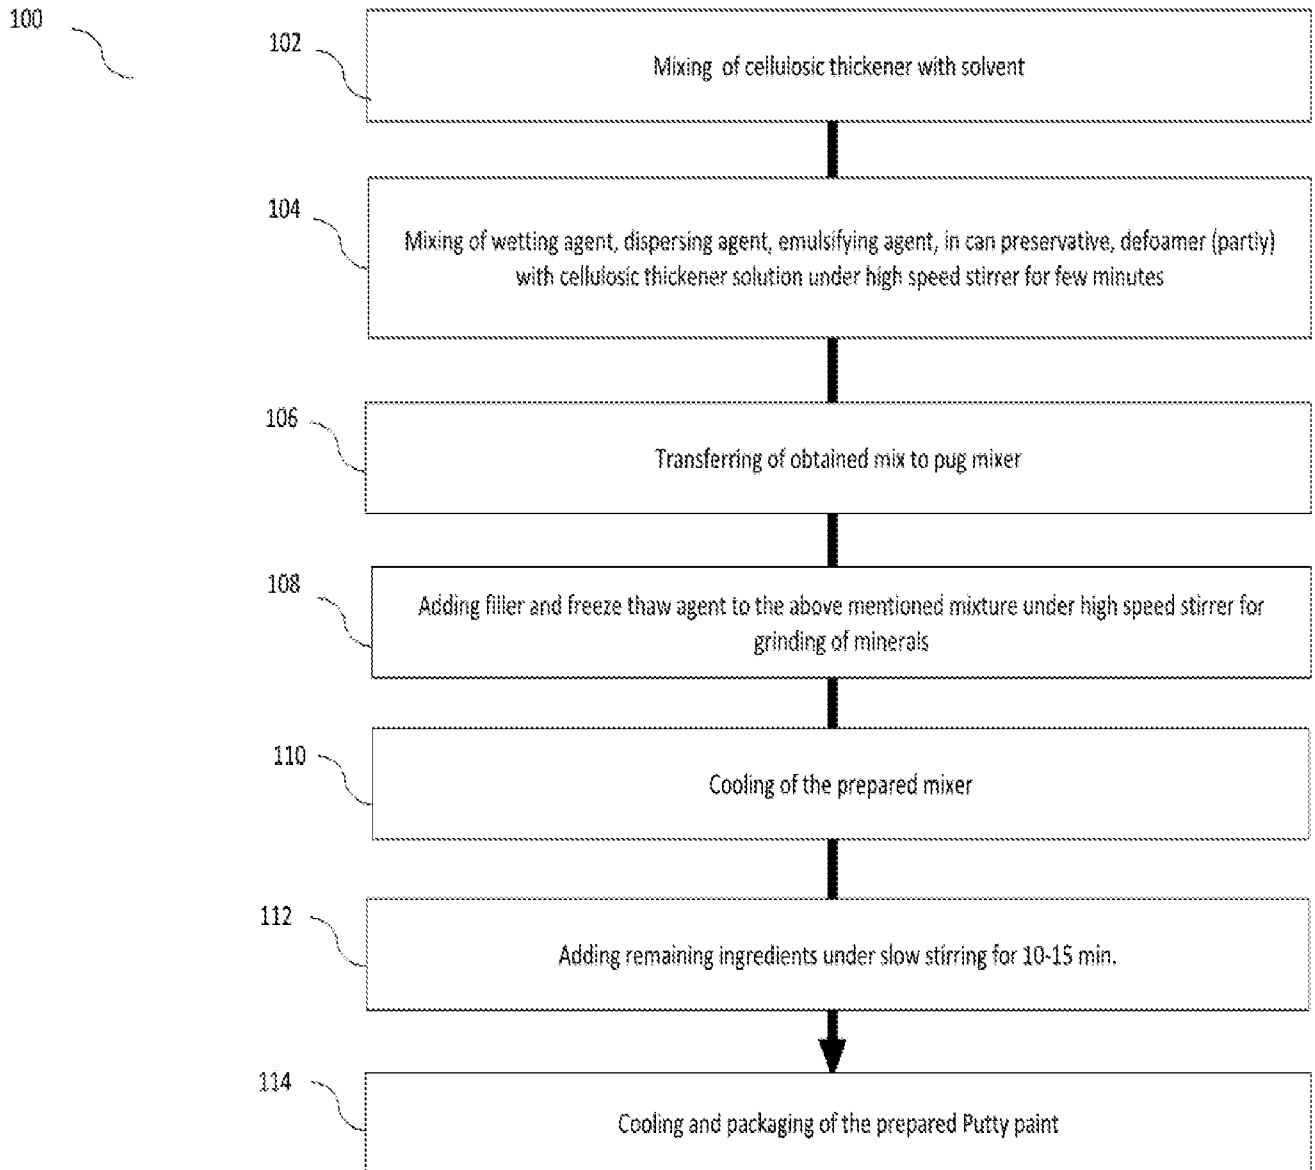 100
102
Mixing of cellulosic thickener with solvent
104
Mixing of wetting agent, dispersing agent, emulsifying agent, in can preservative, defoamer (partly)
with cellulosic thickener solution under high speed stirrer for few minutes
106
Transferring of obtained mix to pug mixer
108
Adding filler and freeze thaw agent to the above mentioned mixture under high speed stirrer for
grinding of minerals
110
Cooling of the prepared mixer
112
Adding remaining ingredients under slow stirring for 10-15 min.
114
Cooling and packaging of the prepared Putty paint